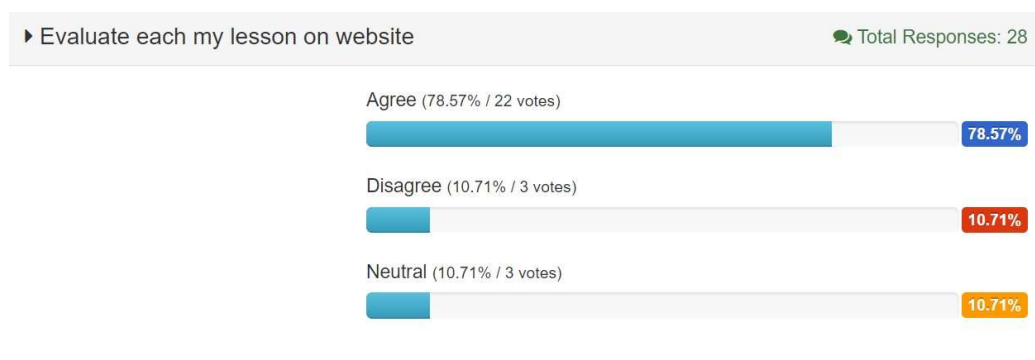 Evaluate each my lesson on website Total Responses: 28
Agree (78.57% / 22 votes)
78.57%
Disagree (10.71% / 3 votes)
10.71%
Neutral (10.71% / 3 votes)
10.71%